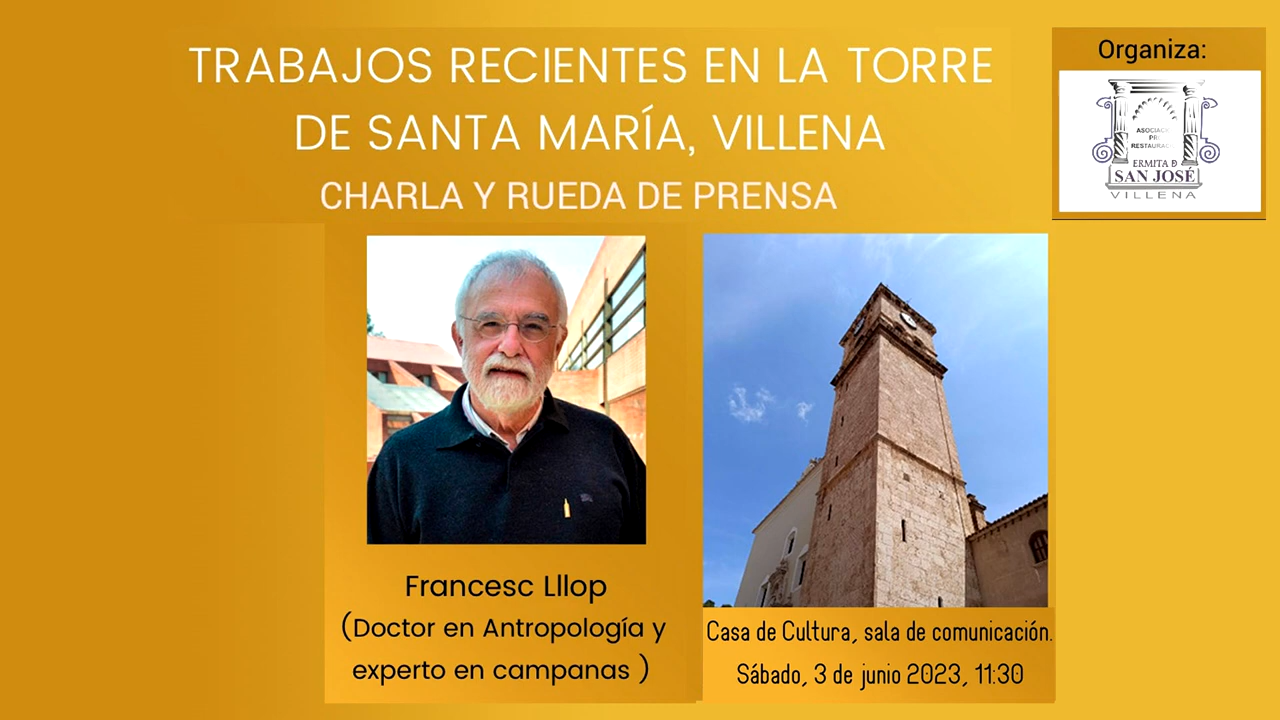 TRABAJOS RECIENTES EN LA TORRE
DE SANTA MARÍA, VILLENA
CHARLA Y RUEDA DE PRENSA
Organiza:
ERMITA D
SAN JOSÉ
VILLENA
Francesc Lllop
(Doctor en Antropología y
experto en campanas )
Casa de Cultura, sala de comunicación.
Sábado, 3 de junio 2023, 11:30